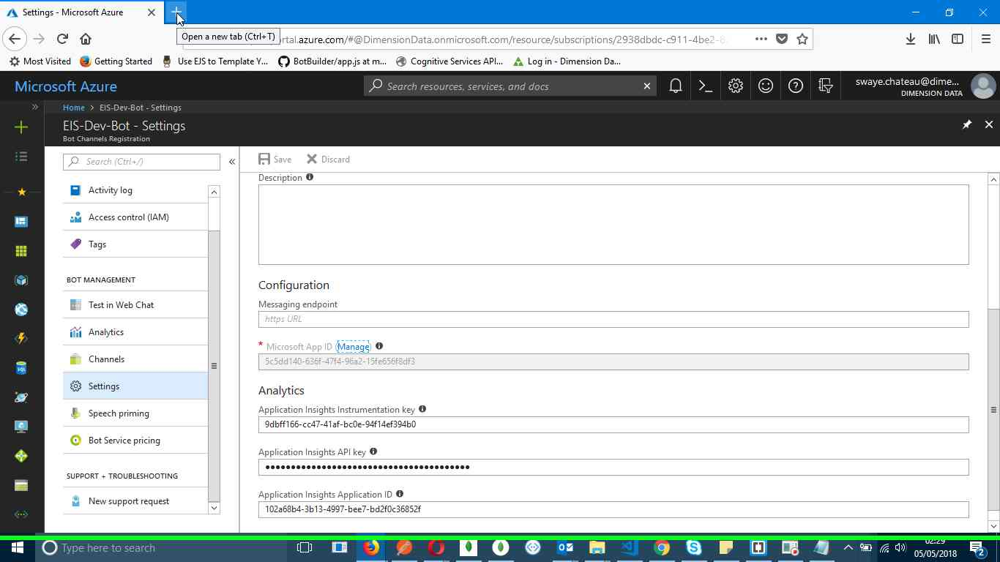 Settings - Microsoft Azure
Open a new tab (Ctrl+T)
ortal.azure.com/#@DimensionData.onmicrosoft.com/resource/subscriptions/2938dbdc-c911-4be2-8
Most Visited
Getting Started
Use EJS to Template Y...
BotBuilder/app.js at m...
Cognitive Services API...
Log in - Dimension Da...
Microsoft Azure
Search resources, services, and docs
swaye.chateau@dime...
DIMENSION DATA
Home > EIS-Dev-Bot - Settings
EIS-Dev-Bot - Settings
Bot Channels Registration
Search (Ctrl+/)
Activity log
Access control (IAM)
Tags
BOT MANAGEMENT
Test in Web Chat
Analytics
Channels
Settings
Speech priming
Bot Service pricing
SUPPORT + TROUBLESHOOTING
New support request
Save
Discard
Description
Configuration
Messaging endpoint
https URL
* Microsoft App ID (Manage)
5c5dd140-636f-47f4-96a2-15fe656f8df3
Analytics
Application Insights Instrumentation key
9dbff166-cc47-41af-bc0e-94f14ef394b0
Application Insights API key
Application Insights Application ID
102a68b4-3b13-4997-bee7-bd2f0c36852f
Type here to search
02:29
05/05/2018
2